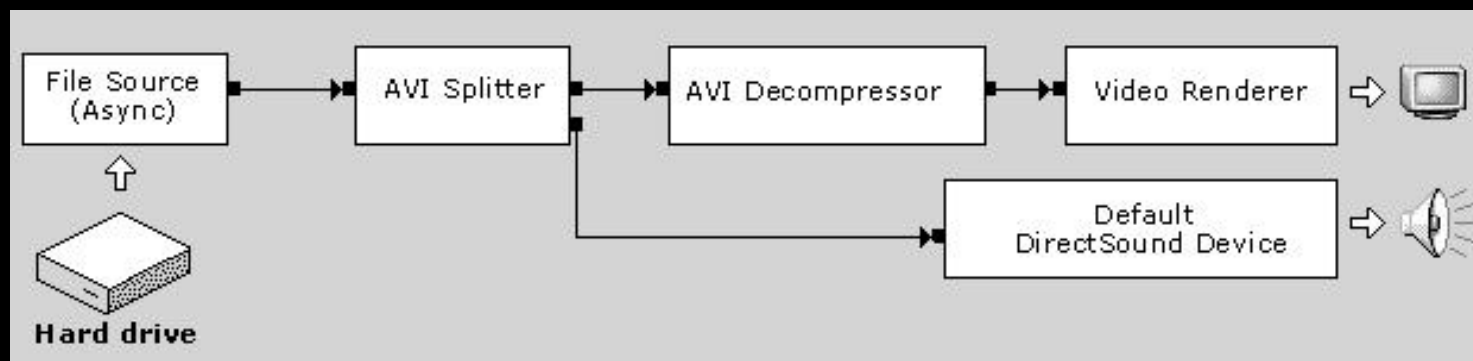 File Source
(Async)
AVI Splitter
AVI Decompressor
Video Renderer
Default
DirectSound Device
Hard drive